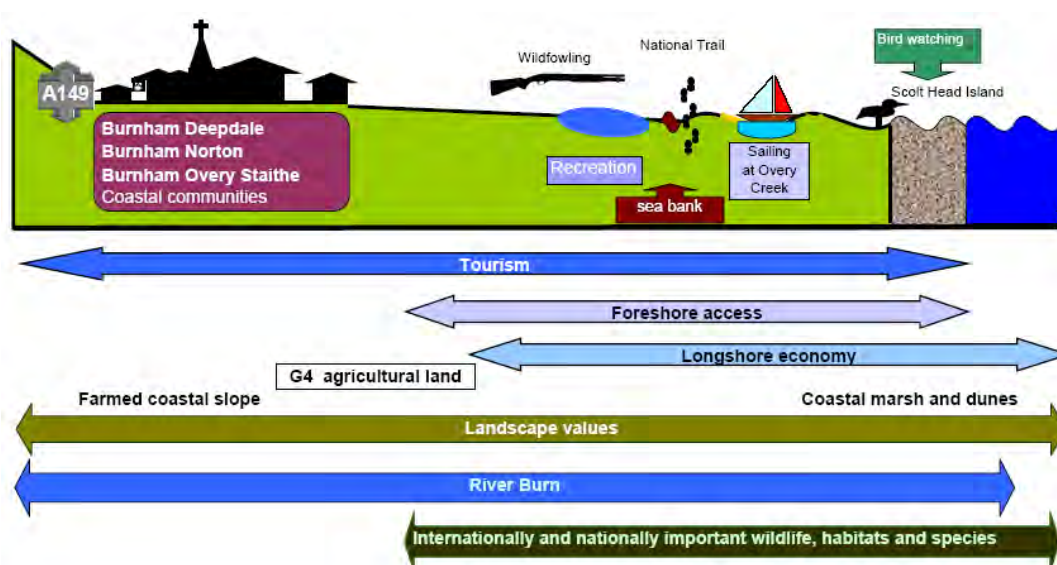 National Trail
Bird watching
Wildfowling
Scolt Head Island
A149
Burnham Deepdale
Burnham Norton
Burnham Overy Staithe
Coastal communities
Recreation
Sailing
at Overy
Creek
sea bank
Tourism
Foreshore access
Longshore economy
G4 agricultural land
Farmed coastal slope
Coastal marsh and dunes
Landscape values
River Burn
Internationally and nationally important wildlife, habitats and species